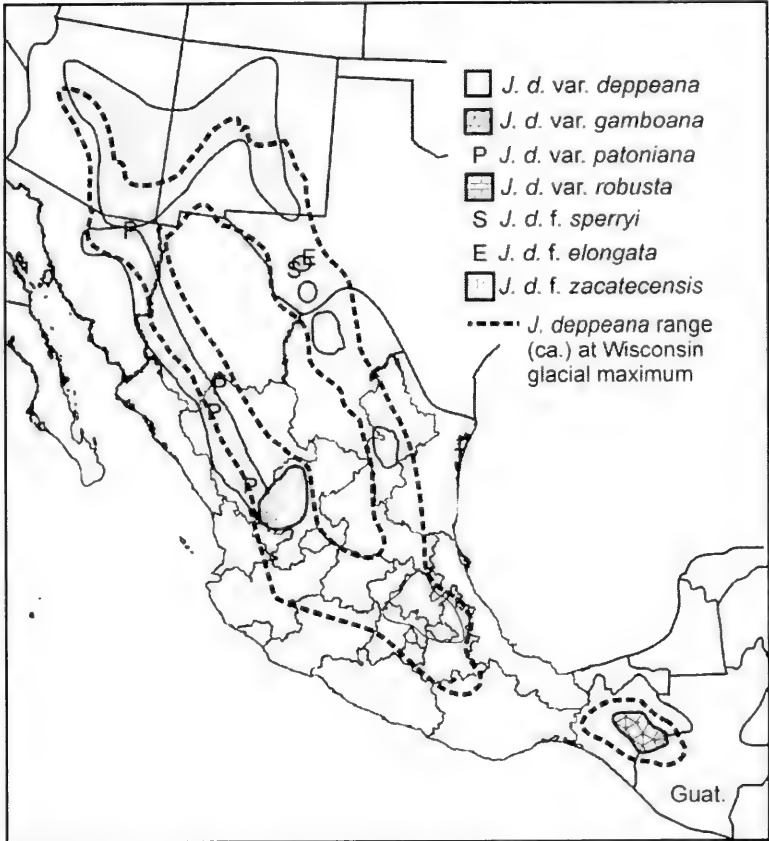 J. d. var. deppeana
J. d. var. gamboana
P J. d. var. patoniana
J. d. var. robusta
S J. d. f. sperryi
E J. d. f. elongata
J. d. f. zacatecensis
J. deppeana range
(ca.) at Wisconsin
glacial maximum
P
S E
P
P
P
Guat.